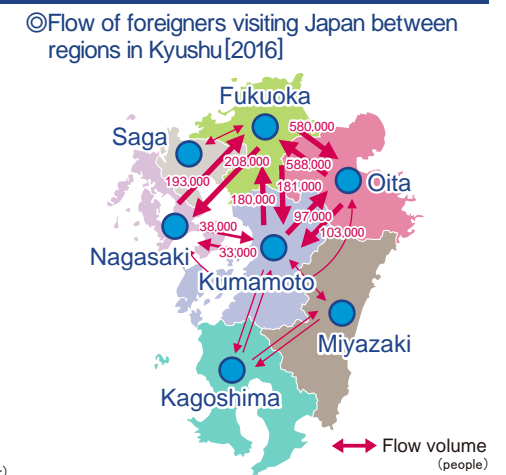 ◎Flow of foreigners visiting Japan between
regions in Kyushu[2016]
Fukuoka
580,000
Saga
208,000
588,000
193,000
181,000
Oita
180,000
97,000
38,000
103,000
33,000
Nagasaki
Kumamoto
Miyazaki
Kagoshima
Flow volume
(people)